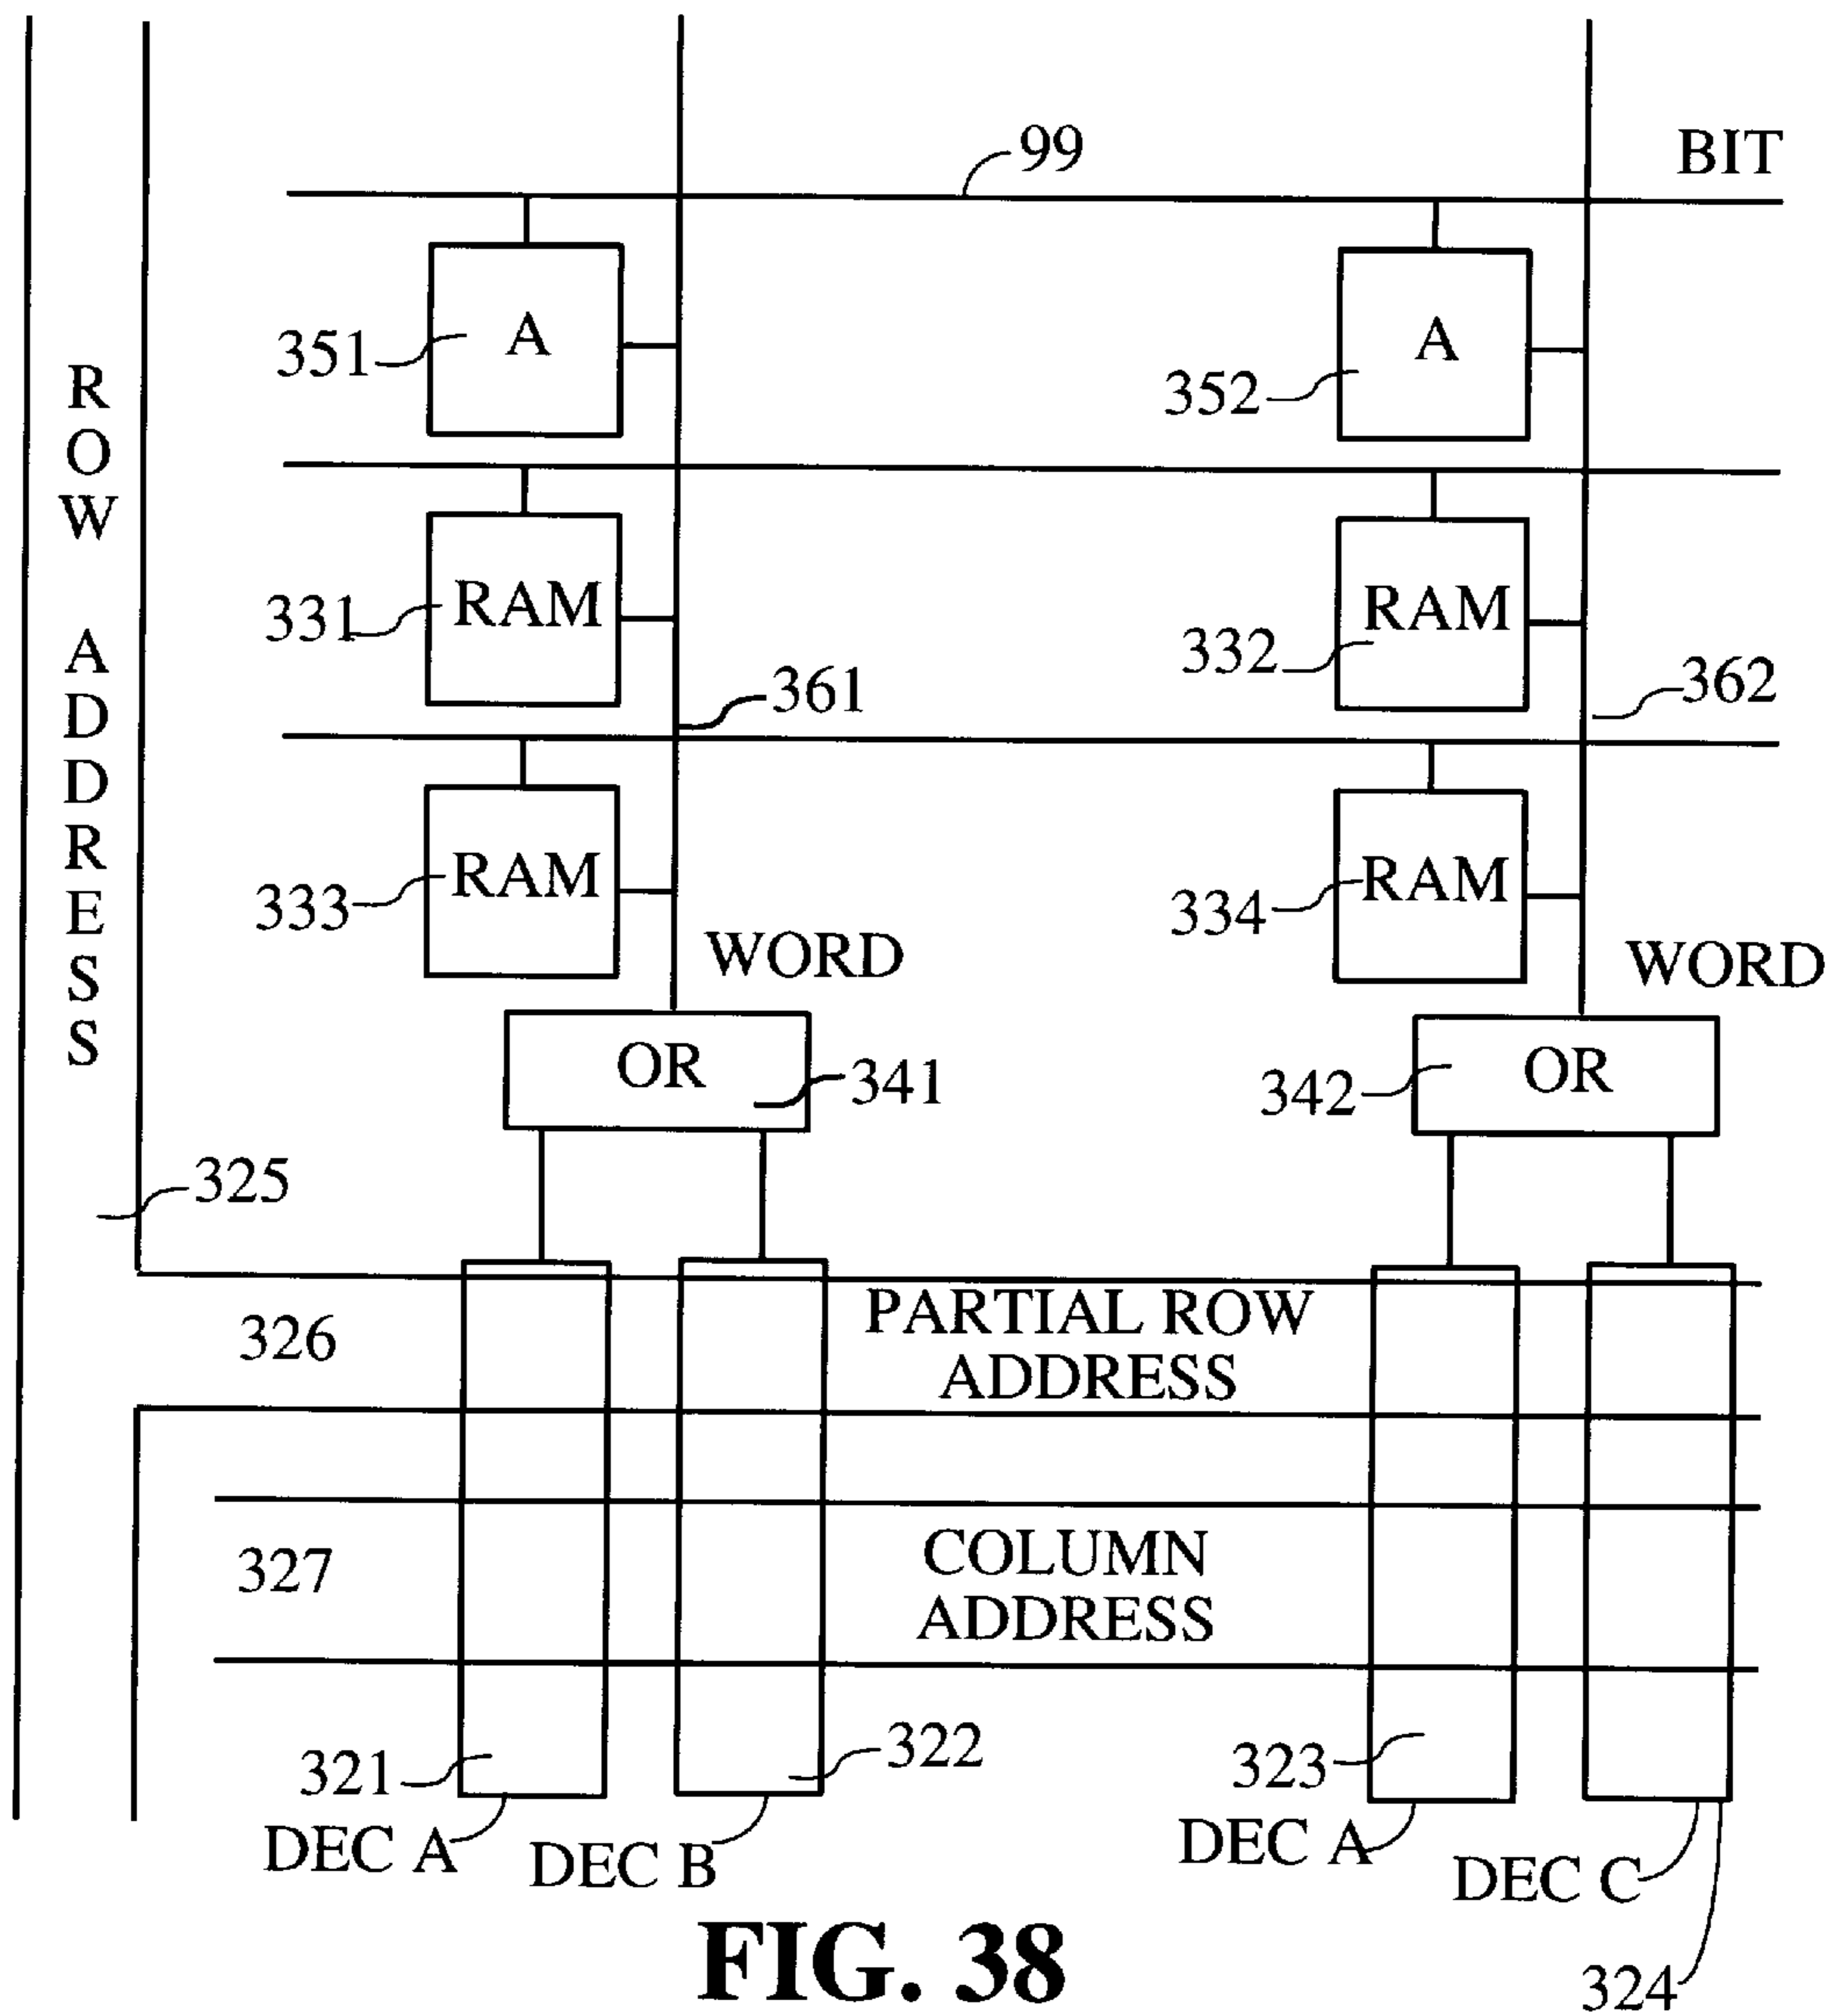 ROW ADDRESS
99
BIT
351
A
352
A
331
RAM
332
RAM
361
362
333
RAM
334
RAM
WORD
WORD
OR
341
342
OR
325
326
PARTIAL ROW
ADDRESS
327
COLUMN
ADDRESS
321
322
323
DEC A
DEC B
DEC A
DEC C
324
FIG. 38